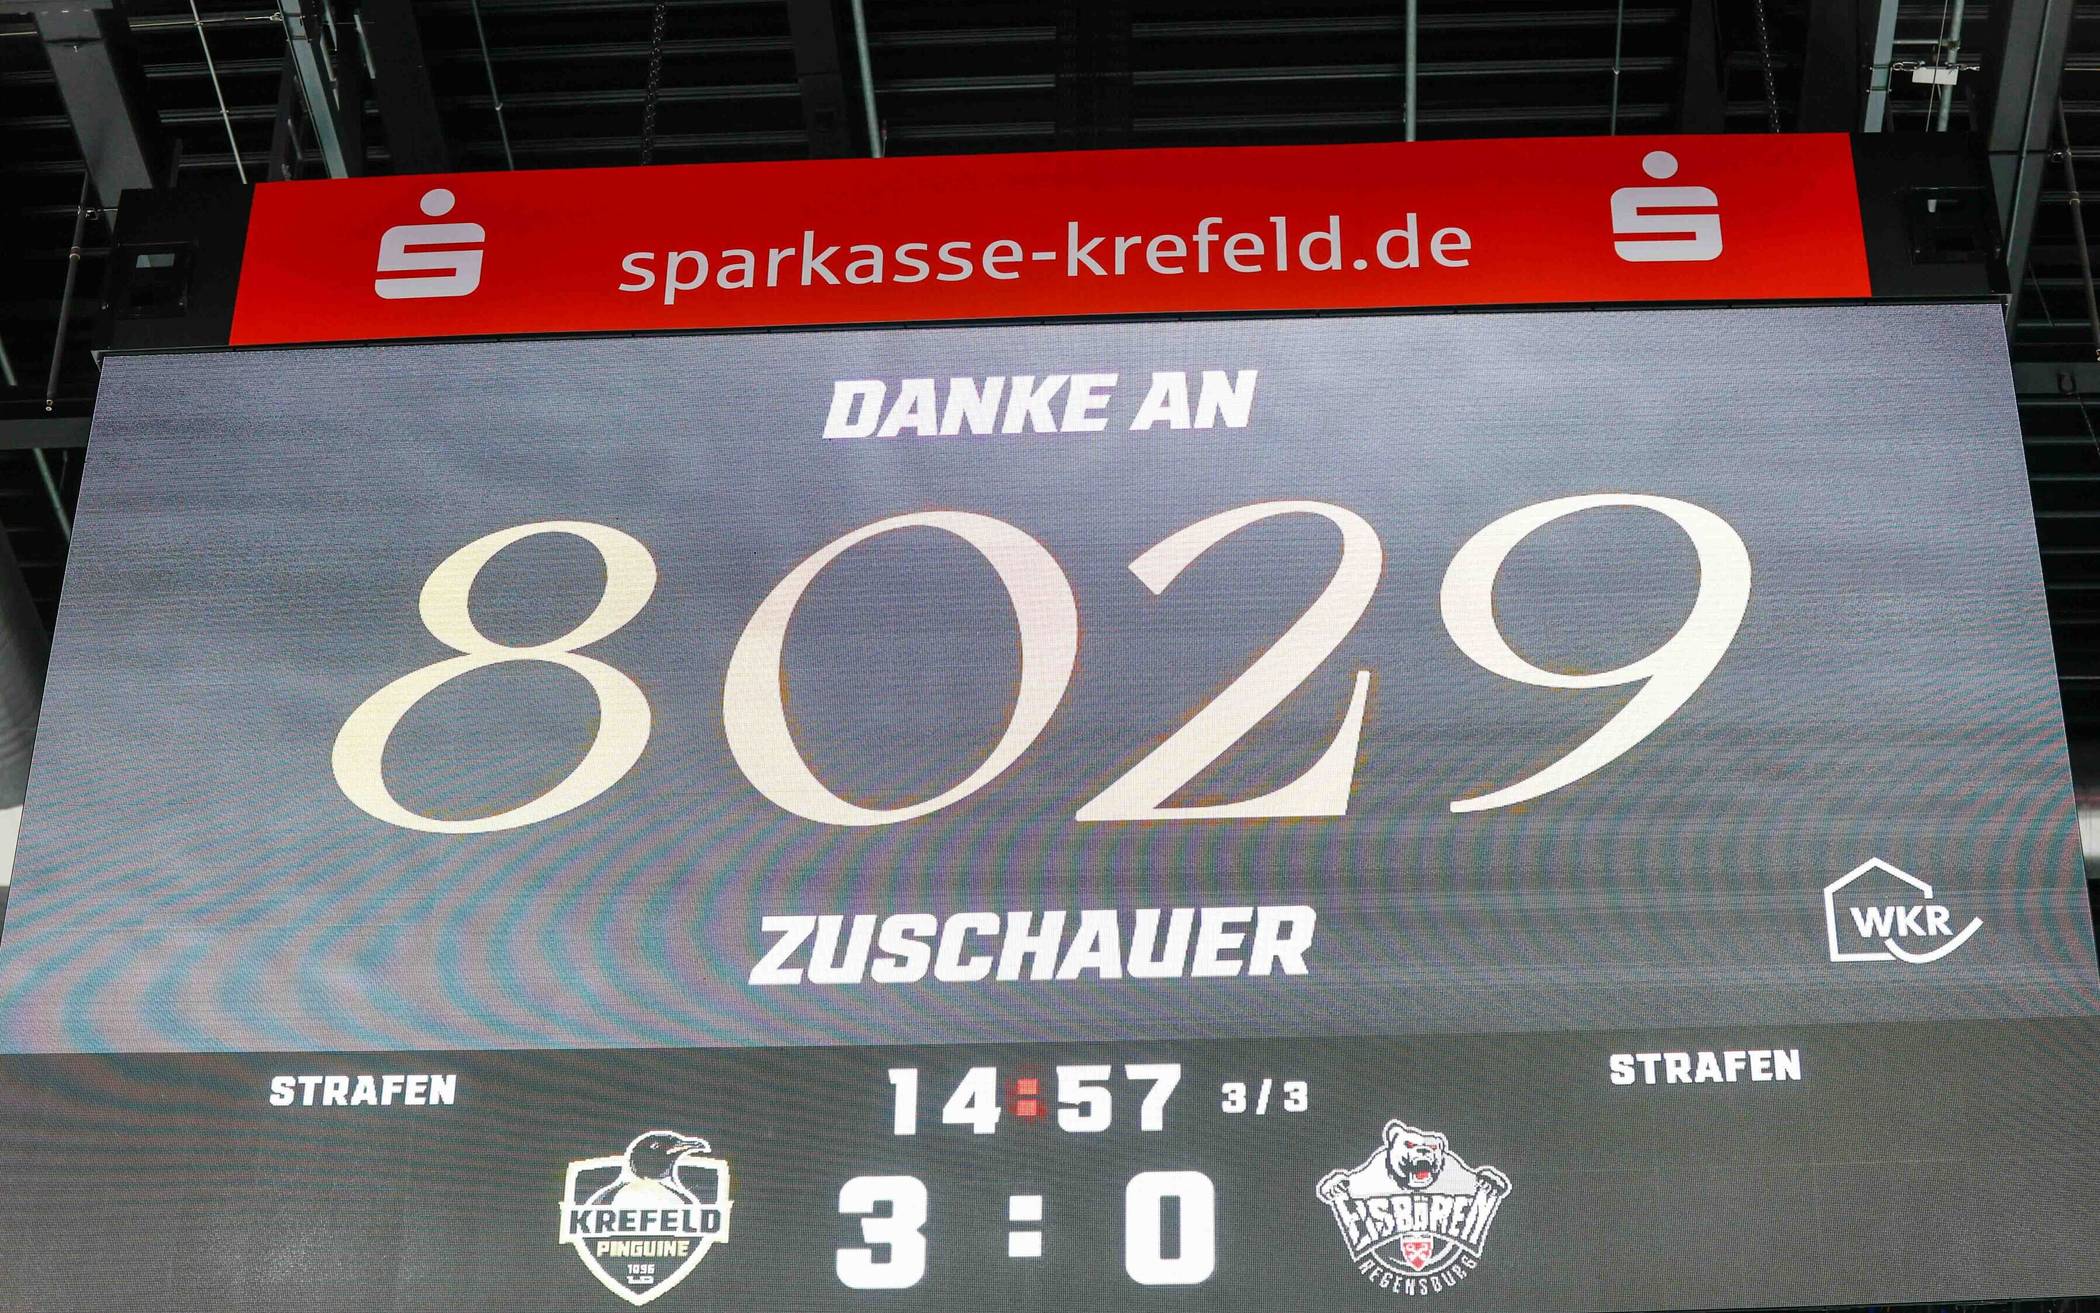 sparkasse-krefeld.de
DANKE AN
8029
ZUSCHAUER
WKR
STRAFEN
14:57 3/3
STRAFEN
KREFELD
PINGUINE
3:0
EISBÄREN
REGENSBURG